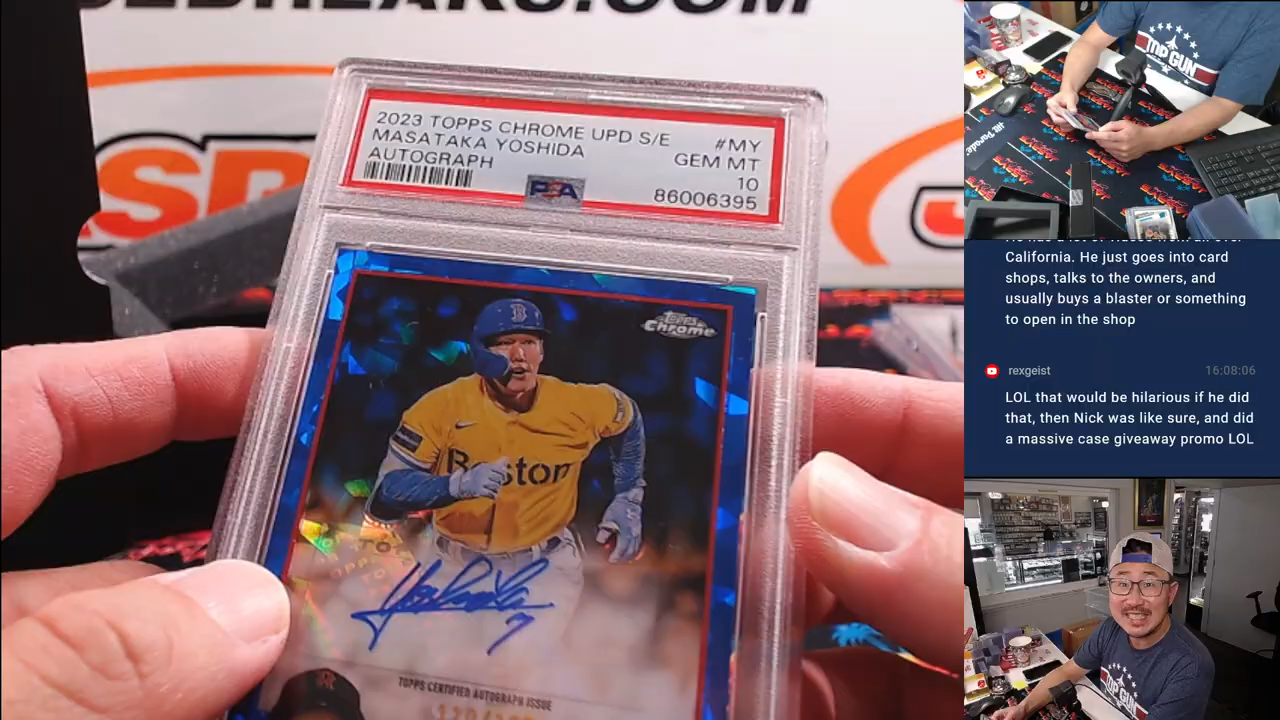 2023 TOPPS CHROME UPD S/E #MY
MASATAKA YOSHIDA GEM MT
AUTOGRAPH 10
PSA 86006395
Topps
Chrome
B
Boston
TOPPS CERTIFIED AUTOGRAPH ISSUE
TOP GUN
California. He just goes into card
shops, talks to the owners, and
usually buys a blaster or something
to open in the shop
rexgeist 16:08:06
LOL that would be hilarious if he did
that, then Nick was like sure, and did
a massive case giveaway promo LOL
TOP GUN